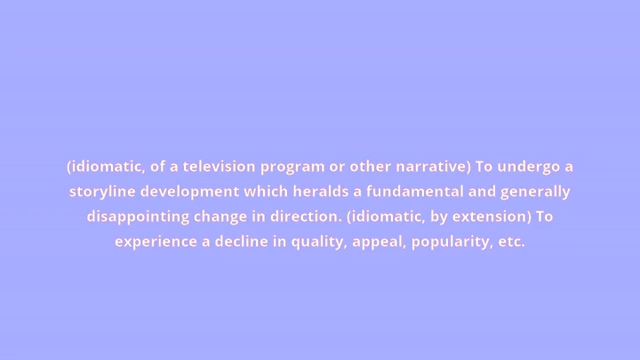 (idiomatic, of a television program or other narrative) To undergo a
storyline development which heralds a fundamental and generally
disappointing change in direction. (idiomatic, by extension) To
experience a decline in quality, appeal, popularity, etc.